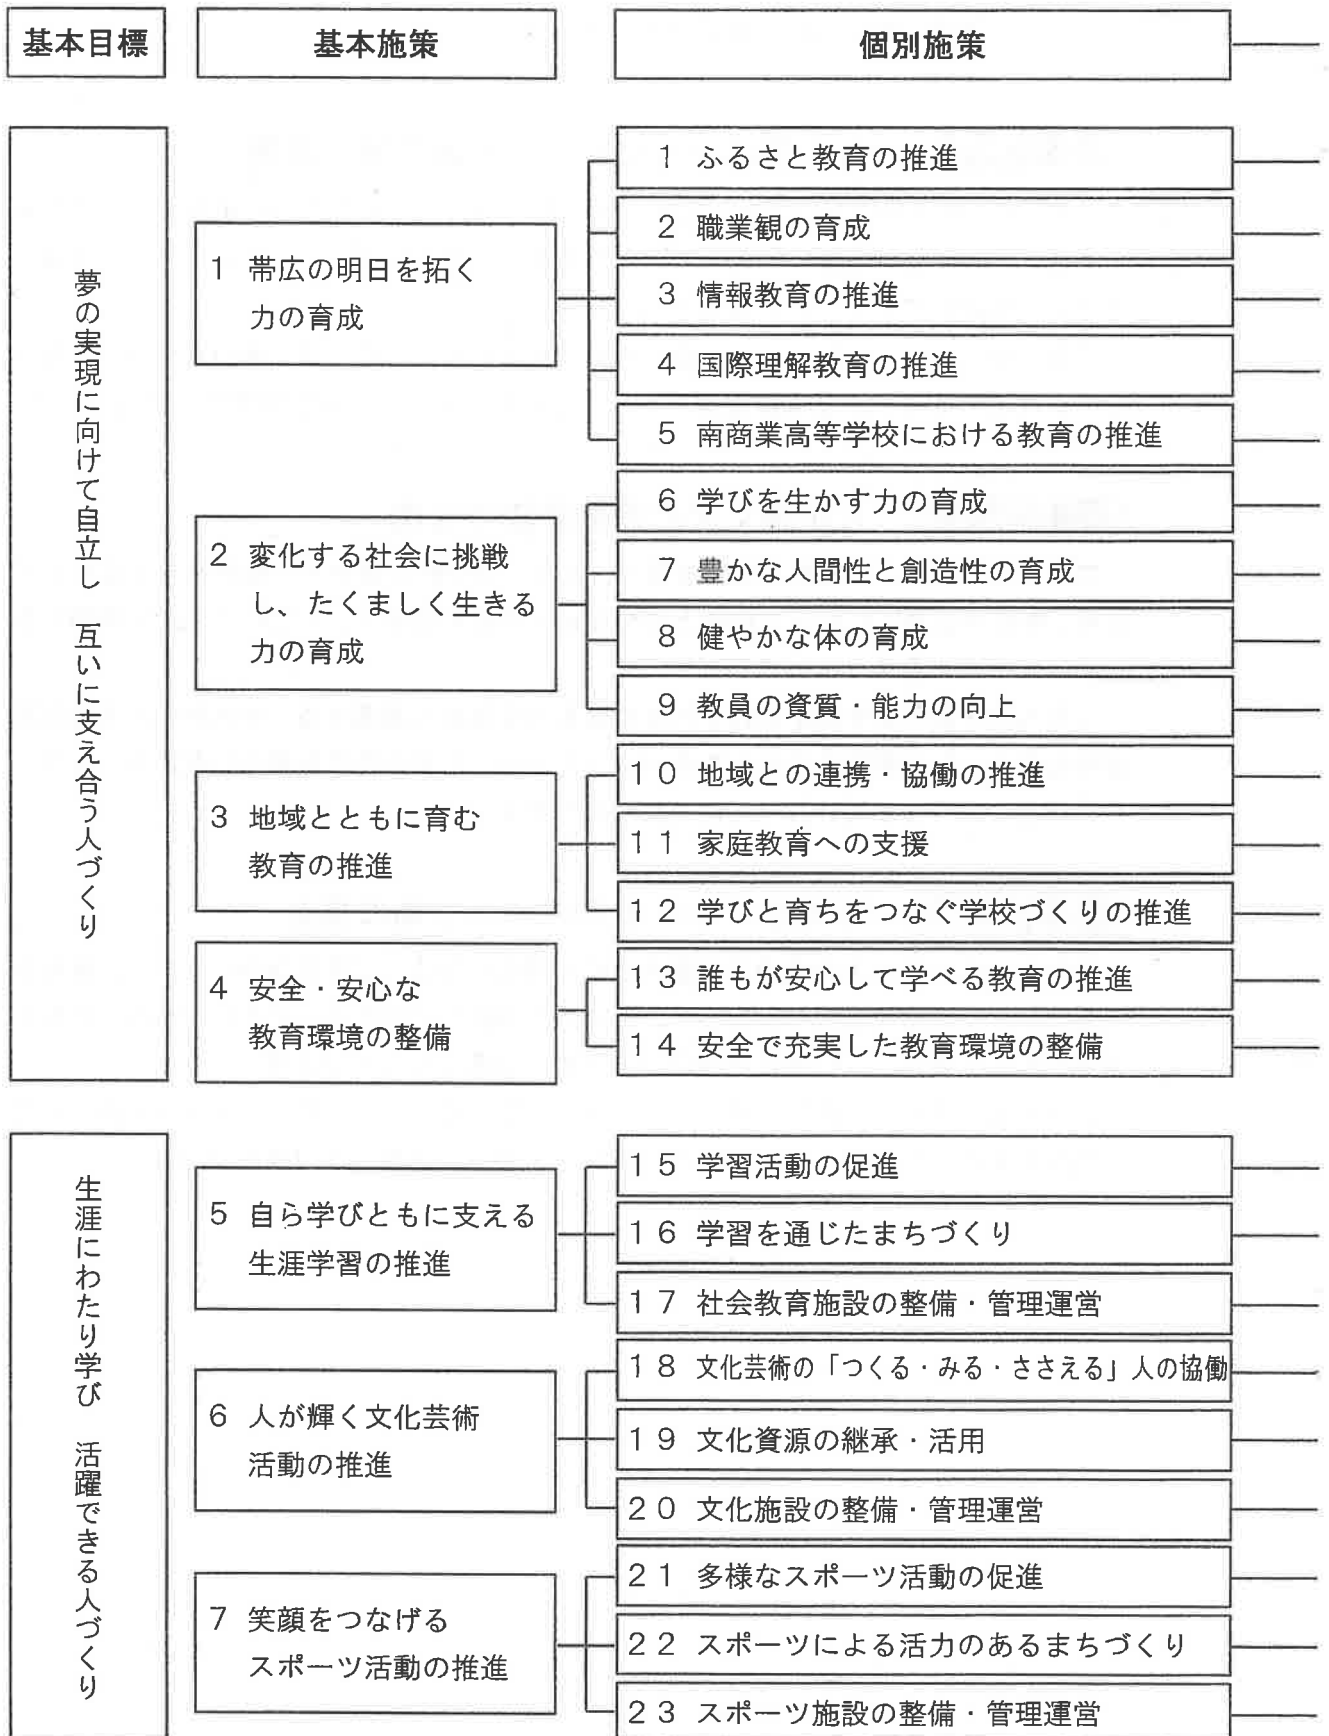 基本目標
基本施策
個別施策
夢の実現に向けて自立し 互いに支え合う人づくり
1 帯広の明日を拓く
力の育成
1 ふるさと教育の推進
2 職業観の育成
3 情報教育の推進
4 国際理解教育の推進
5 南商業高等学校における教育の推進
2 変化する社会に挑戦
し、たくましく生きる
力の育成
6 学びを生かす力の育成
7 豊かな人間性と創造性の育成
8 健やかな体の育成
9 教員の資質・能力の向上
3 地域とともに育む
教育の推進
10 地域との連携・協働の推進
11 家庭教育への支援
12 学びと育ちをつなぐ学校づくりの推進
4 安全・安心な
教育環境の整備
13 誰もが安心して学べる教育の推進
14 安全で充実した教育環境の整備
生涯にわたり学び 活躍できる人づくり
5 自ら学びともに支える
生涯学習の推進
15 学習活動の促進
16 学習を通じたまちづくり
17 社会教育施設の整備・管理運営
6 人が輝く文化芸術
活動の推進
18 文化芸術の「つくる・みる・ささえる」人の協働
19 文化資源の継承・活用
20 文化施設の整備・管理運営
7 笑顔をつなげる
スポーツ活動の推進
21 多様なスポーツ活動の促進
22 スポーツによる活力のあるまちづくり
23 スポーツ施設の整備・管理運営